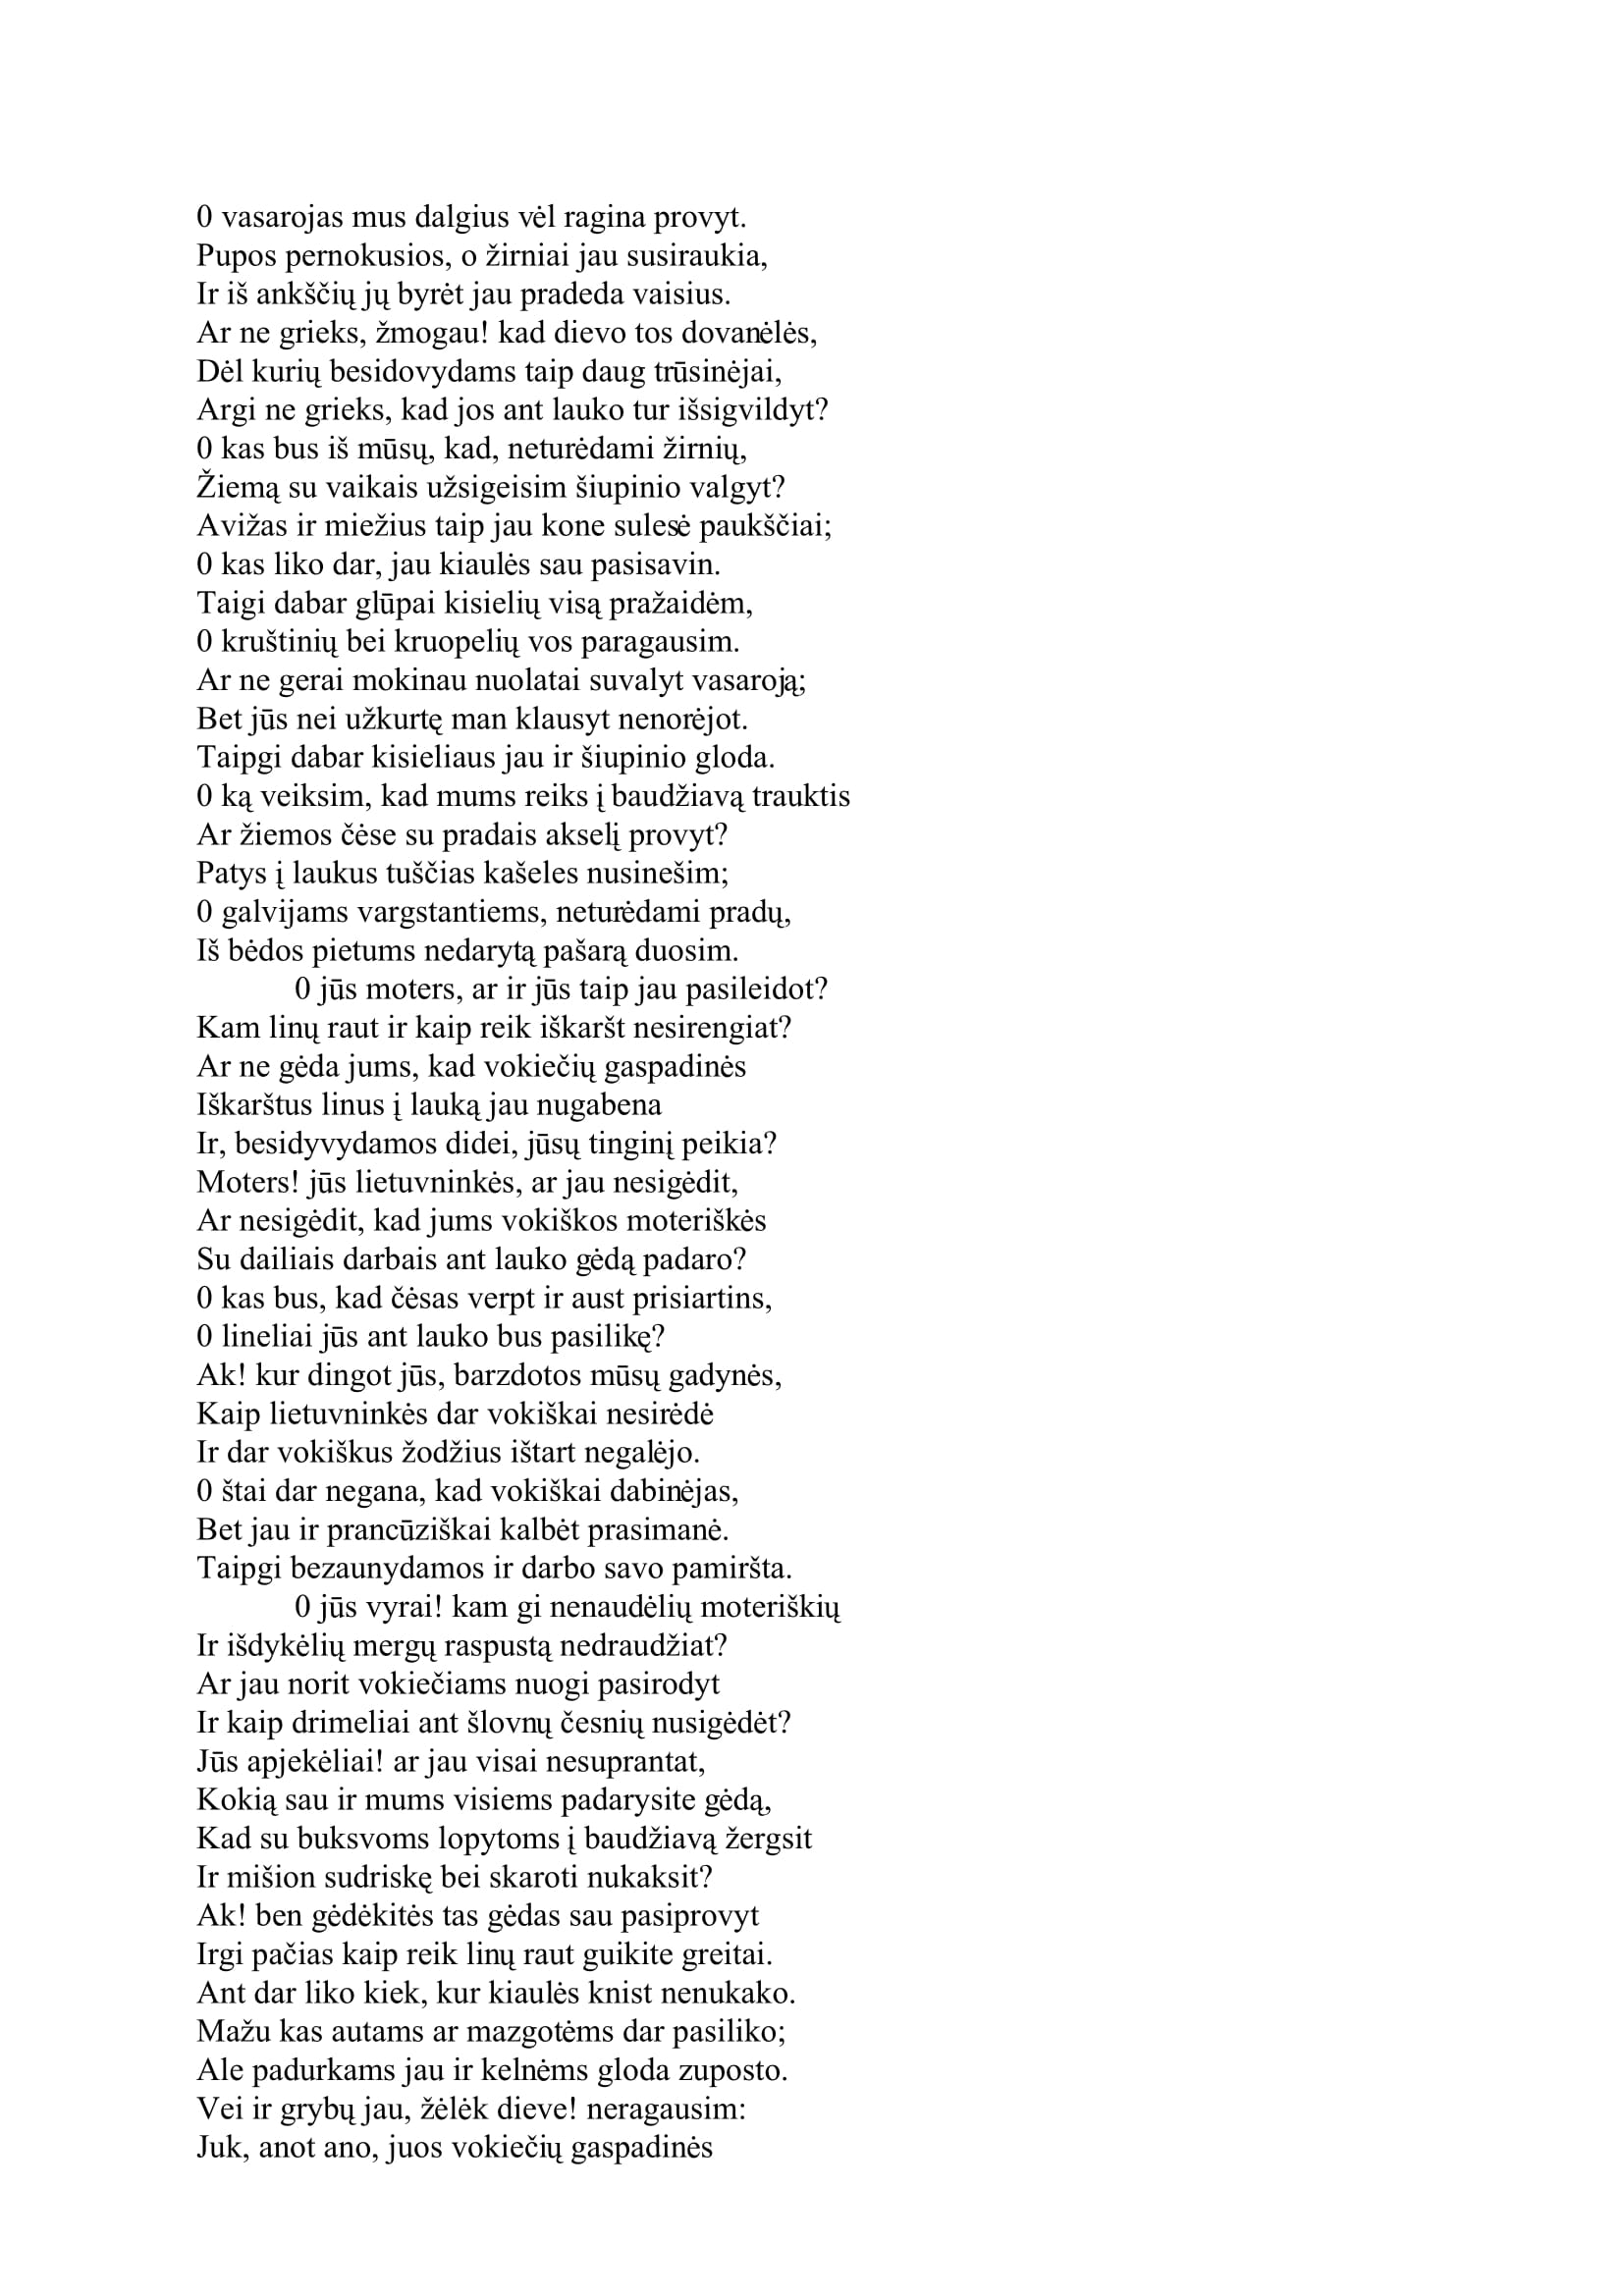 0 vasarojas mus dalgius vėl ragina provyt.
Pupos pernokusios, o žirniai jau susiraukia,
Ir iš ankščių jų byrėt jau pradeda vaisius.
Ar ne grieks, žmogau! kad dievo tos dovanėlės,
Dėl kurių besidovydams taip daug trūsinėjai,
Argi ne grieks, kad jos ant lauko tur išsigvildyt?
0 kas bus iš mūsų, kad, neturėdami žirnių,
Žiemą su vaikais užsigeisim šiupinio valgyt?
Avižas ir miežius taip jau kone sulesė paukščiai;
0 kas liko dar, jau kiaulės sau pasisavin.
Taigi dabar glūpai kisielių visą pražaidėm,
0 kruštinių bei kruopelių vos paragausim.
Ar ne gerai mokinau nuolatai suvalyt vasaroją;
Bet jūs nei užkurtę man klausyt nenorėjot.
Taipgi dabar kisieliaus jau ir šiupinio gloda.
0 ką veiksim, kad mums reiks į baudžiavą trauktis
Ar žiemos čėse su pradais akselį provyt?
Patys į laukus tuščias kašeles nusinešim;
0 galvijams vargstantiems, neturėdami pradų,
Iš bėdos pietums nedarytą pašarą duosim.
0 jūs moters, ar ir jūs taip jau pasileidot?
Kam linų raut ir kaip reik iškaršt nesirengiat?
Ar ne gėda jums, kad vokiečių gaspadinės
Iškarštus linus į lauką jau nugabena
Ir, besidyvydamos didei, jūsų tinginį peikia?
Moters! jūs lietuvninkės, ar jau nesigėdit,
Ar nesigėdit, kad jums vokiškos moteriškės
Su dailiais darbais ant lauko gėdą padaro?
0 kas bus, kad čėsas verpt ir aust prisiartins,
0 lineliai jūs ant lauko bus pasilikę?
Ak! kur dingot jūs, barzdotos mūsų gadynės,
Kaip lietuvninkės dar vokiškai nesirėdė
Ir dar vokiškus žodžius ištart negalėjo.
0 štai dar negana, kad vokiškai dabinėjas,
Bet jau ir prancūziškai kalbėt prasimanė.
Taipgi bezaunydamos ir darbo savo pamiršta.
0 jūs vyrai! kam gi nenaudėlių moteriškių
Ir išdykėlių mergų raspustą nedraudžiat?
Ar jau norit vokiečiams nuogi pasirodyt
Ir kaip drimeliai ant šlovnų česnių nusigėdėt?
Jūs apjekėliai! ar jau visai nesuprantat,
Kokią sau ir mums visiems padarysite gėdą,
Kad su buksvoms lopytoms į baudžiavą žergsit
Ir mišion sudriskę bei skaroti nukaksit?
Ak! ben gėdėkitės tas gėdas sau pasiprovyt
Irgi pačias kaip reik linų raut guikite greitai.
Ant dar liko kiek, kur kiaulės knist nenukako.
Mažu kas autams ar mazgotėms dar pasiliko;
Ale padurkams jau ir kelnėms gloda zuposto.
Vei ir grybų jau, žėlėk dieve! neragausim:
Juk, anot ano, juos vokiečių gaspadinės